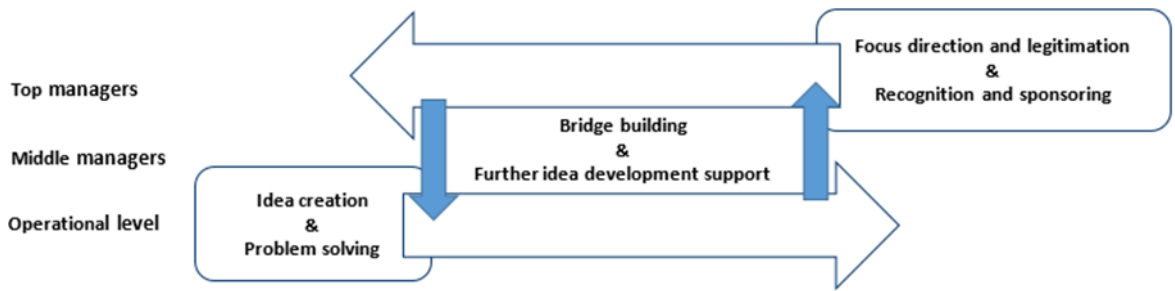 Focus direction and legitimation
&
Recognition and sponsoring
Top managers
Bridge building
&
Further idea development support
Middle managers
Idea creation
&
Problem solving
Operational level